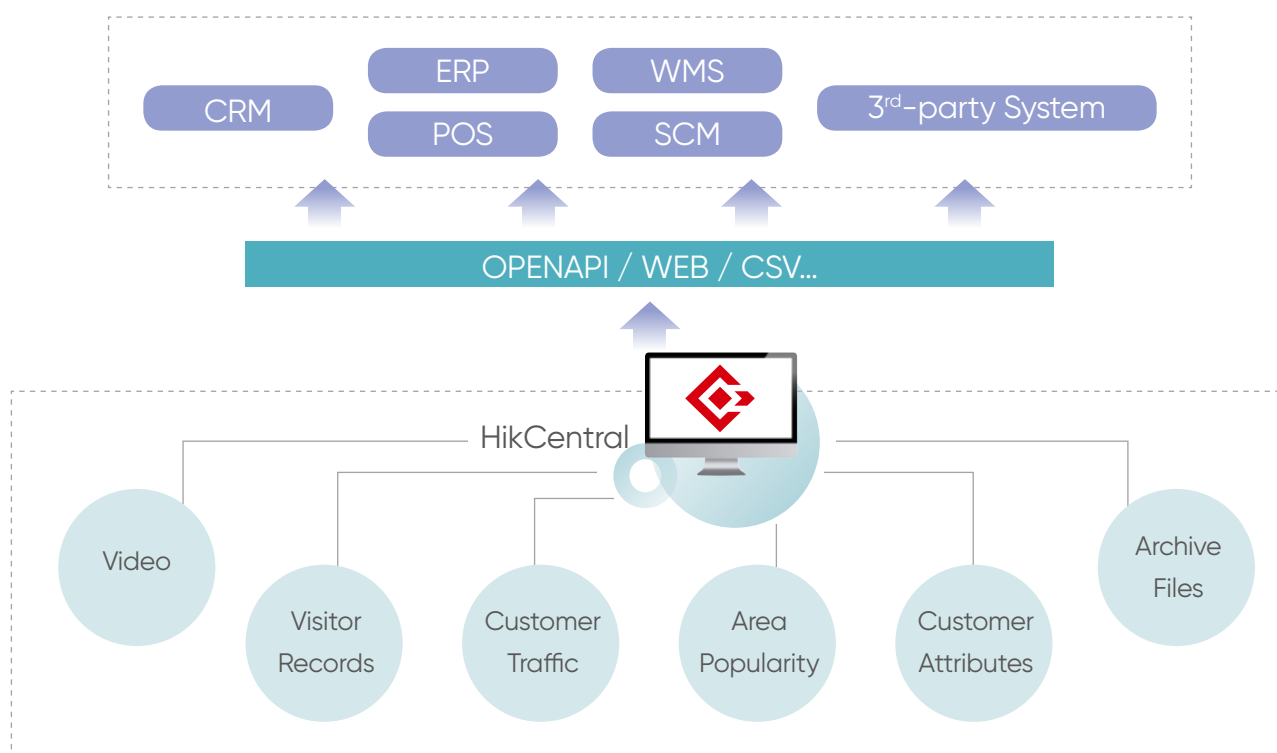 CRM
ERP
POS
WMS
SCM
3rd-party System
OPENAPI / WEB / CSV...
HikCentral
Video
Visitor
Records
Customer
Traffic
Area
Popularity
Customer
Attributes
Archive
Files